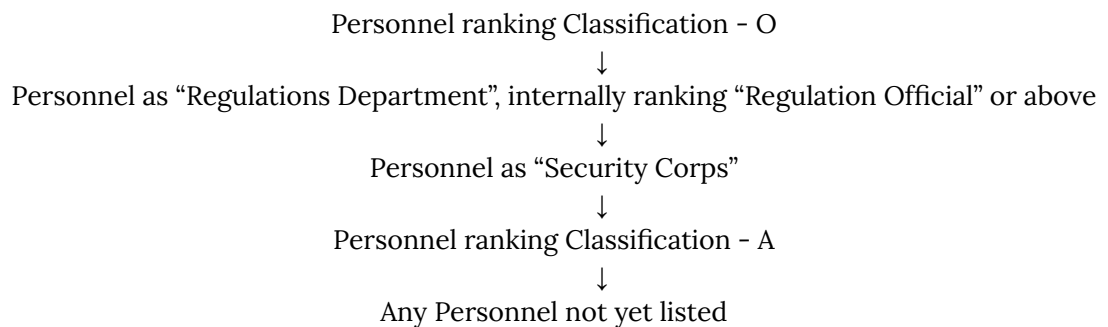 Personnel ranking Classification - O
↓
Personnel as “Regulations Department”, internally ranking “Regulation Official” or above
↓
Personnel as “Security Corps”
↓
Personnel ranking Classification - A
↓
Any Personnel not yet listed